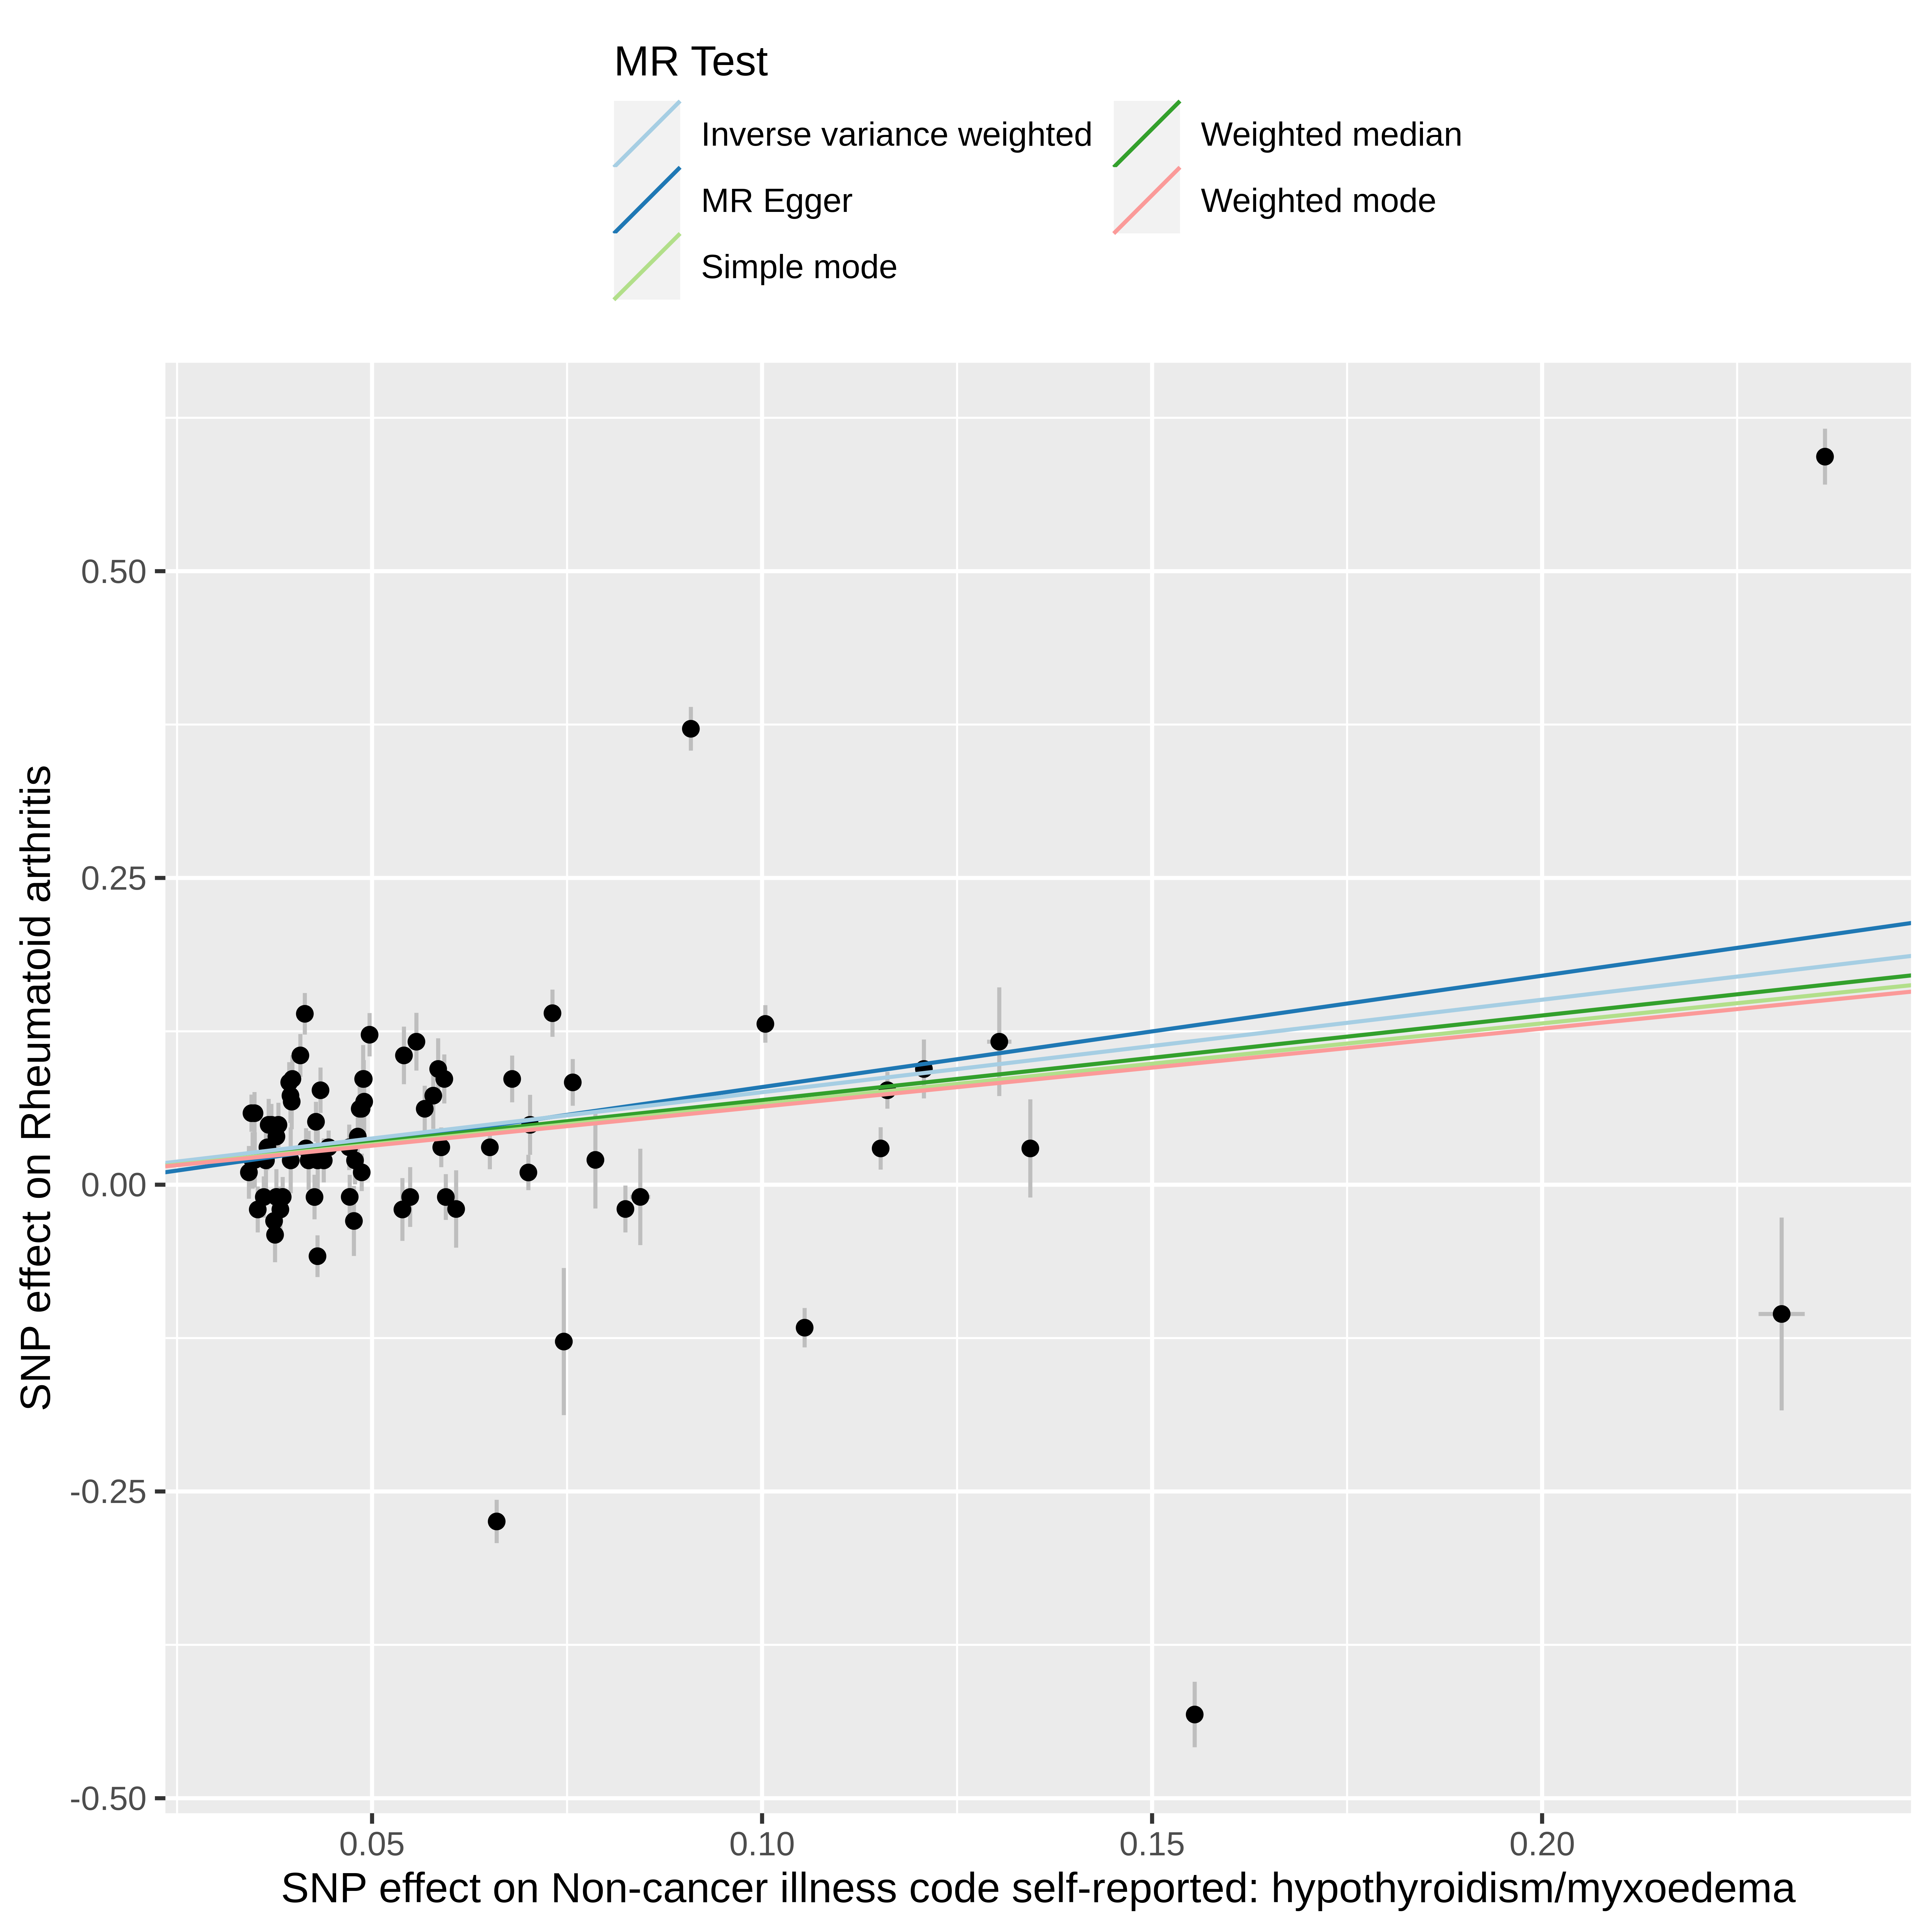 MR Test
Inverse variance weighted
Weighted median
MR Egger
Weighted mode
Simple mode
0.50
0.25
0.00
-0.25
-0.50
SNP effect on Rheumatoid arthritis
0.05
0.10
0.15
0.20
SNP effect on Non-cancer illness code self-reported: hypothyroidism/myxoedema